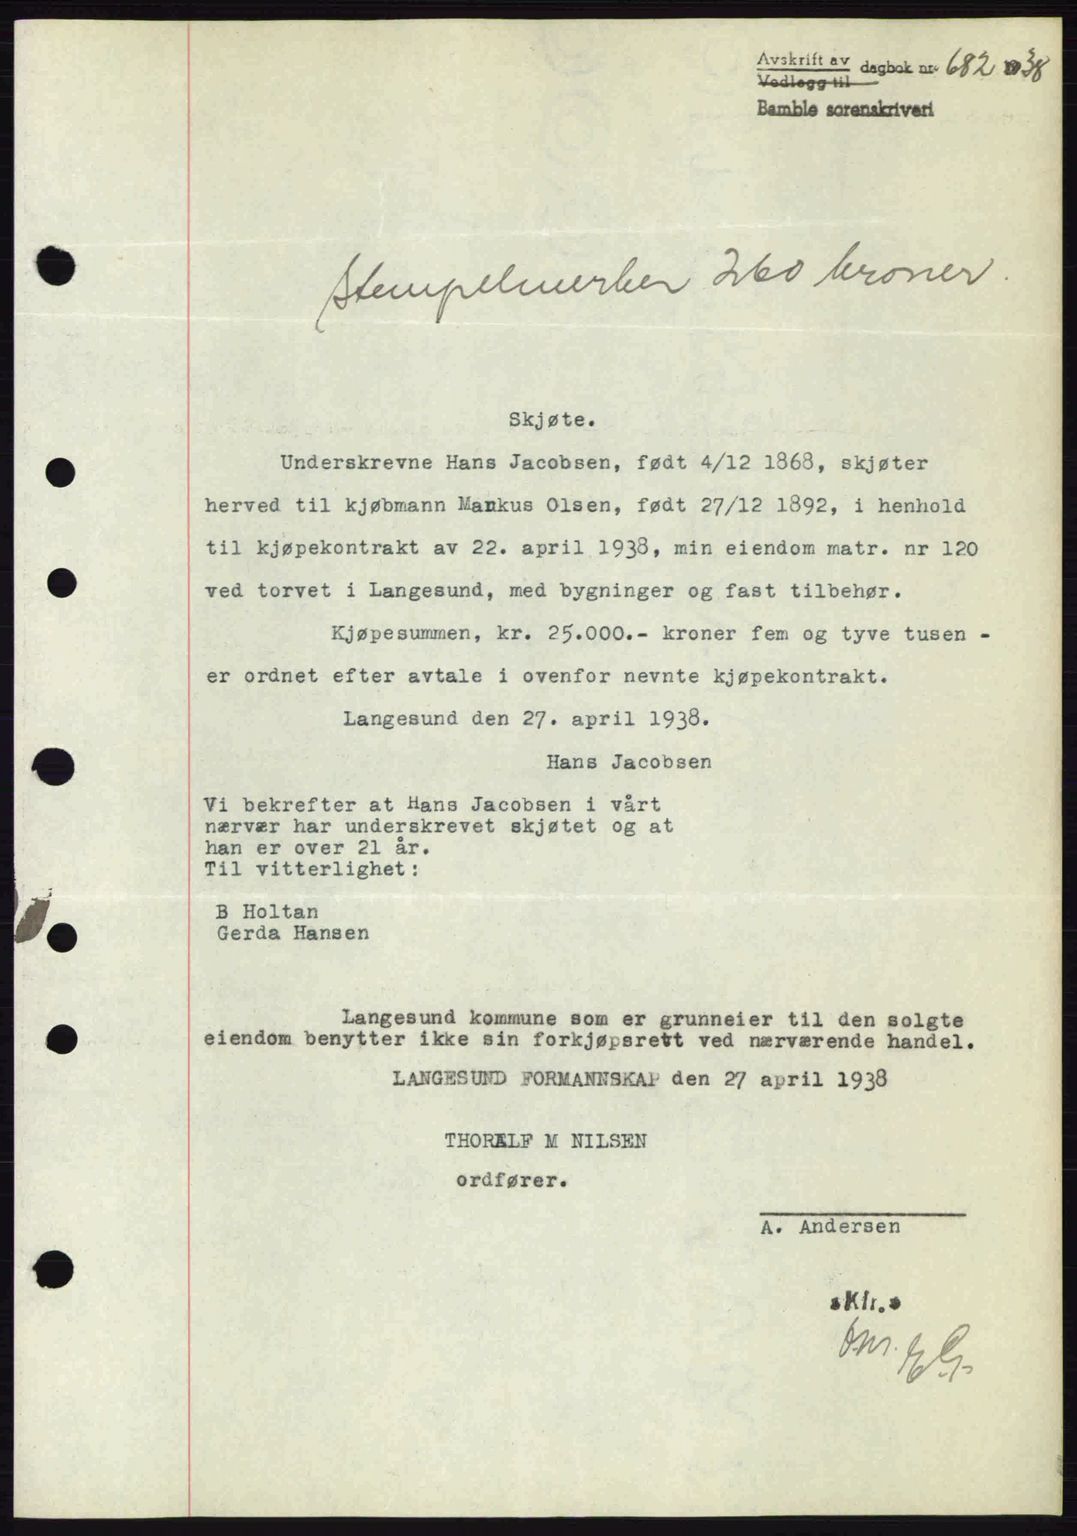 Avskrift av dagbok nr. 682 1938
Vedlegg til
Bamble sorenskriveri
Stempelmerker 260 kroner.
Skjøte.
Underskrevne Hans Jacobsen, født 4/12 1868, skjøter
herved til kjøbmann Markus Olsen, født 27/12 1892, i henhold
til kjøpekontrakt av 22. april 1938, min eiendom matr. nr 120
ved torvet i Langesund, med bygninger og fast tilbehør.
Kjøpesummen, kr. 25.000.- kroner fem og tyve tusen -
er ordnet efter avtale i ovenfor nevnte kjøpekontrakt.
Langesund den 27. april 1938.
Hans Jacobsen
Vi bekrefter at Hans Jacobsen i vårt
nærvær har underskrevet skjøtet og at
han er over 21 år.
Til vitterlighet:
B Holtan
Gerda Hansen
Langesund kommune som er grunneier til den solgte
eiendom benytter ikke sin forkjøpsrett ved nærværende handel.
LANGESUND FORMANNSKAP den 27 april 1938
THORALF M NILSEN
ordfører.
A. Andersen